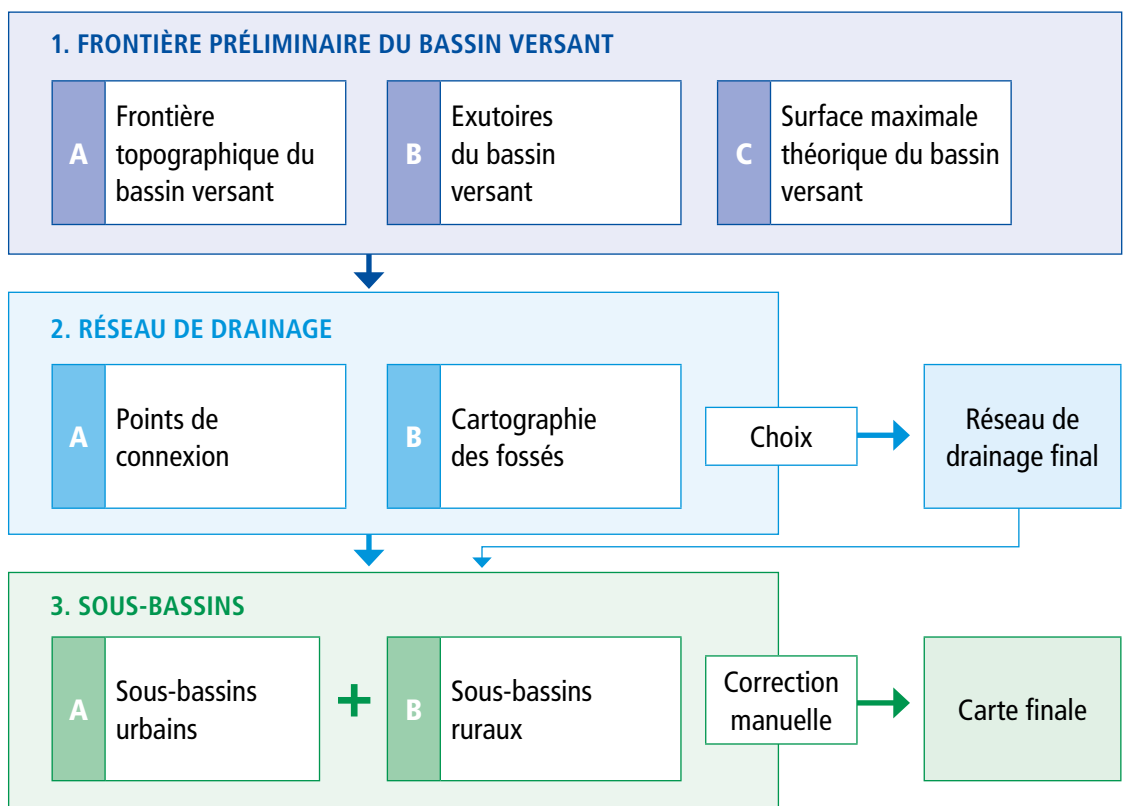 1. FRONTIÈRE PRÉLIMINAIRE DU BASSIN VERSANT
A
Frontière
topographique du
bassin versant
B
Exutoires
du bassin
versant
C
Surface maximale
théorique du bassin
versant
2. RÉSEAU DE DRAINAGE
A
Points de
connexion
B
Cartographie
des fossés
Choix
Réseau de
drainage final
3. SOUS-BASSINS
A
Sous-bassins
urbains
+
B
Sous-bassins
ruraux
Correction
manuelle
Carte finale